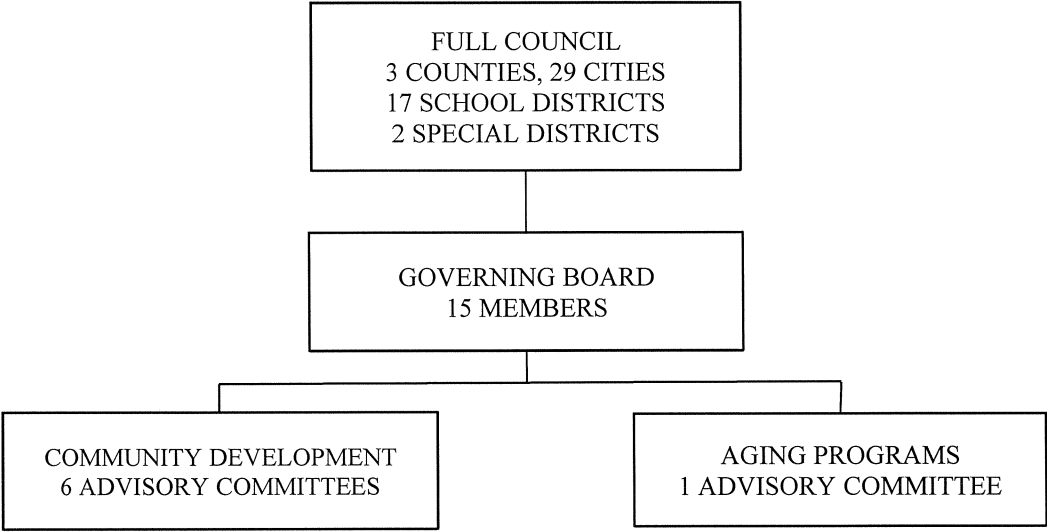 FULL COUNCIL
3 COUNTIES, 29 CITIES
17 SCHOOL DISTRICTS
2 SPECIAL DISTRICTS
GOVERNING BOARD
15 MEMBERS
COMMUNITY DEVELOPMENT
6 ADVISORY COMMITTEES
AGING PROGRAMS
1 ADVISORY COMMITTEE